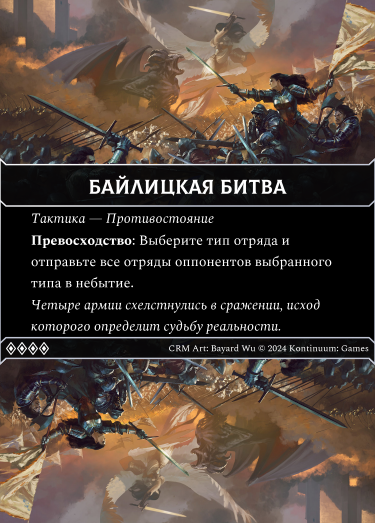 БАЙЛИЦКАЯ БИТВА
Тактика — Противостояние
Превосходство: Выберите тип отряда и
отправьте все отряды оппонентов выбранного
типа в небытие.
Четыре армии схелстнулись в сражении, исход
которого определит судьбу реальности.
CRM Art: Bayard Wu © 2024 Kontinuum: Games